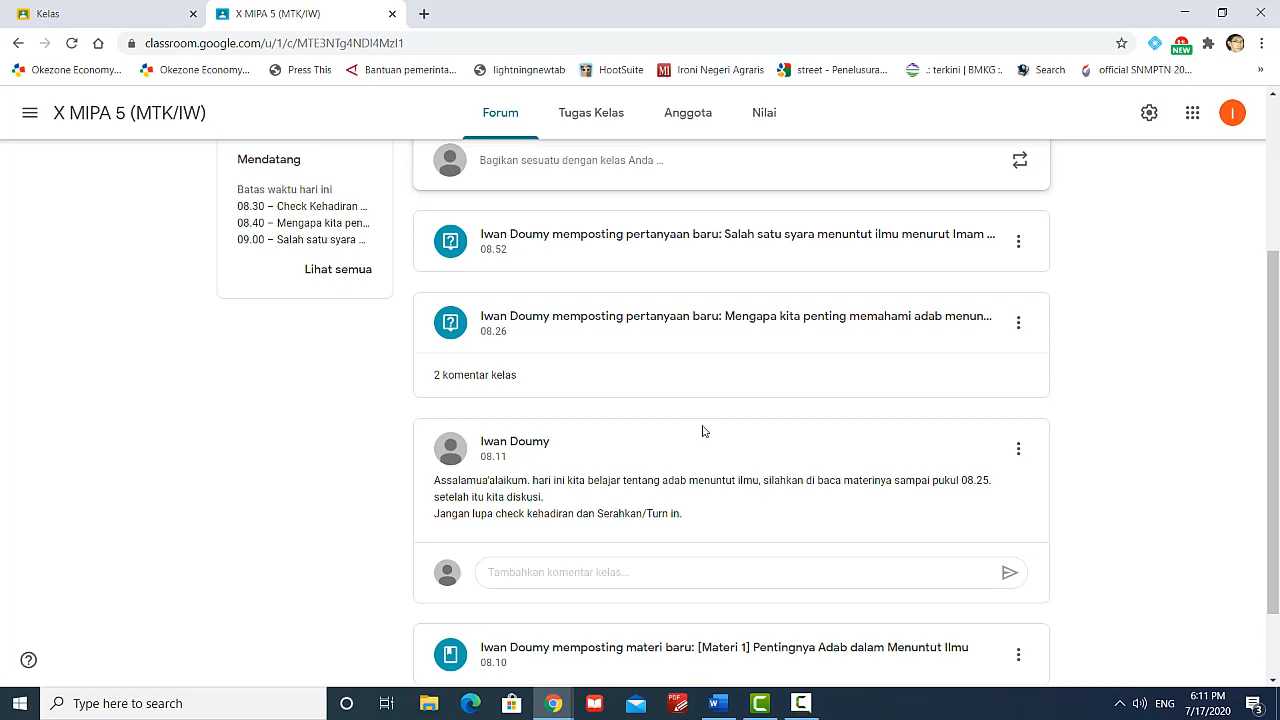 Kelas
X MIPA 5 (MTK/IW)
classroom.google.com/u/1/c/MTE3NTg4NDI4MzI1
Okezone Economy...
Okezone Economy...
Press This
Bantuan pemerinta...
lightningnewtab
HootSuite
Ironi Negeri Agraris
street - Penelusura...
.: terkini | BMKG :.
Search
official SNMPTN 20...
»
NEW
X MIPA 5 (MTK/IW)
Forum
Tugas Kelas
Anggota
Nilai
I
Mendatang
Batas waktu hari ini
08.30 – Check Kehadiran ...
08.40 – Mengapa kita pen...
09.00 – Salah satu syara ...
Lihat semua
Bagikan sesuatu dengan kelas Anda ...
Iwan Doumy memposting pertanyaan baru: Salah satu syara menuntut ilmu menurut Imam ...
08.52
Iwan Doumy memposting pertanyaan baru: Mengapa kita penting memahami adab menun...
08.26
2 komentar kelas
Iwan Doumy
08.11
Assalamua'alaikum. hari ini kita belajar tentang adab menuntut ilmu, silahkan di baca materinya sampai pukul 08.25.
setelah itu kita diskusi.
Jangan lupa check kehadiran dan Serahkan/Turn in.
Tambahkan komentar kelas...
Iwan Doumy memposting materi baru: [Materi 1] Pentingnya Adab dalam Menuntut Ilmu
08.10
Type here to search
ENG
6:11 PM
7/17/2020
3